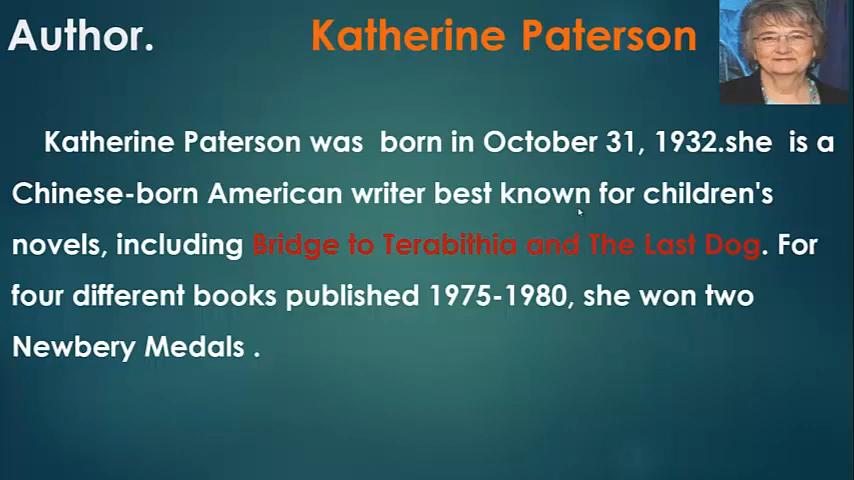 Author. Katherine Paterson
Katherine Paterson was born in October 31, 1932.she is a
Chinese-born American writer best known for children's
novels, including Bridge to Terabithia and The Last Dog. For
four different books published 1975-1980, she won two
Newbery Medals .